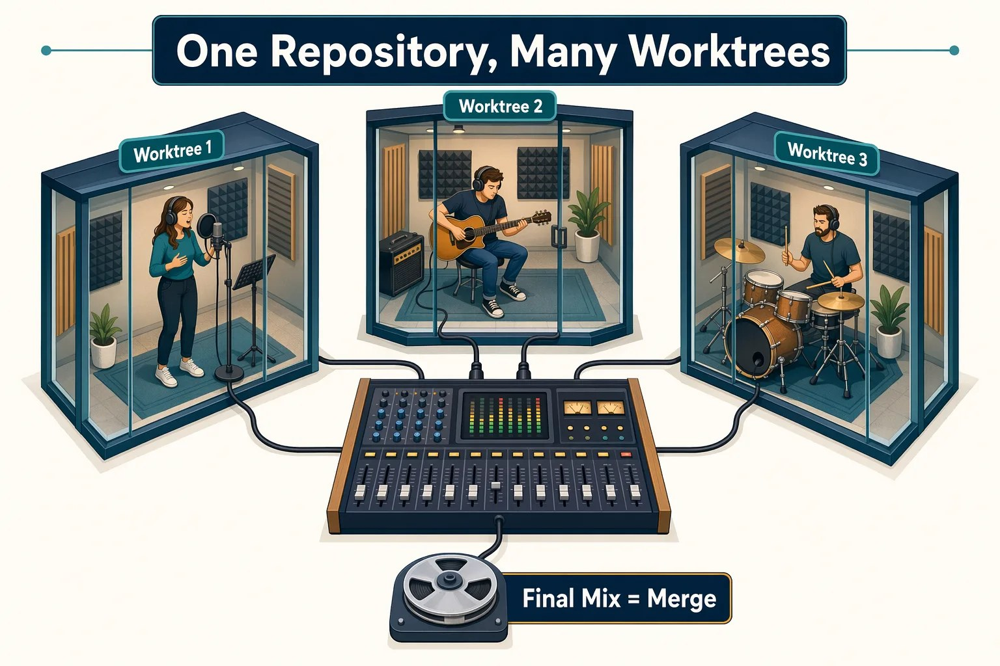 One Repository, Many Worktrees
Worktree 1
Worktree 2
Worktree 3
Final Mix = Merge